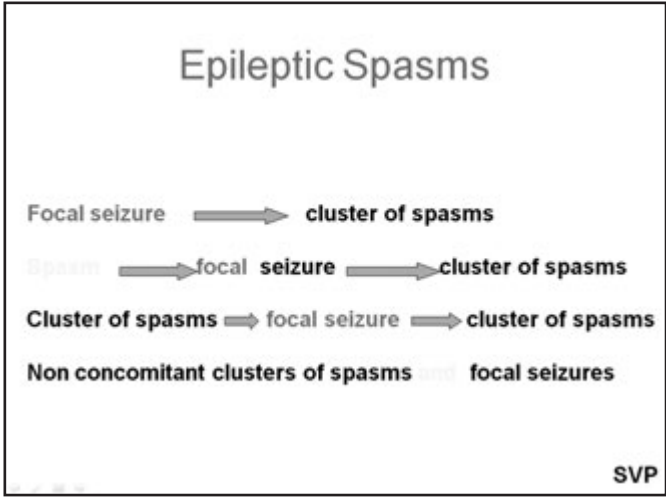 Epileptic Spasms
Focal seizure cluster of spasms
Spasm focal seizure cluster of spasms
Cluster of spasms focal seizure cluster of spasms
Non concomitant clusters of spasms and focal seizures
SVP